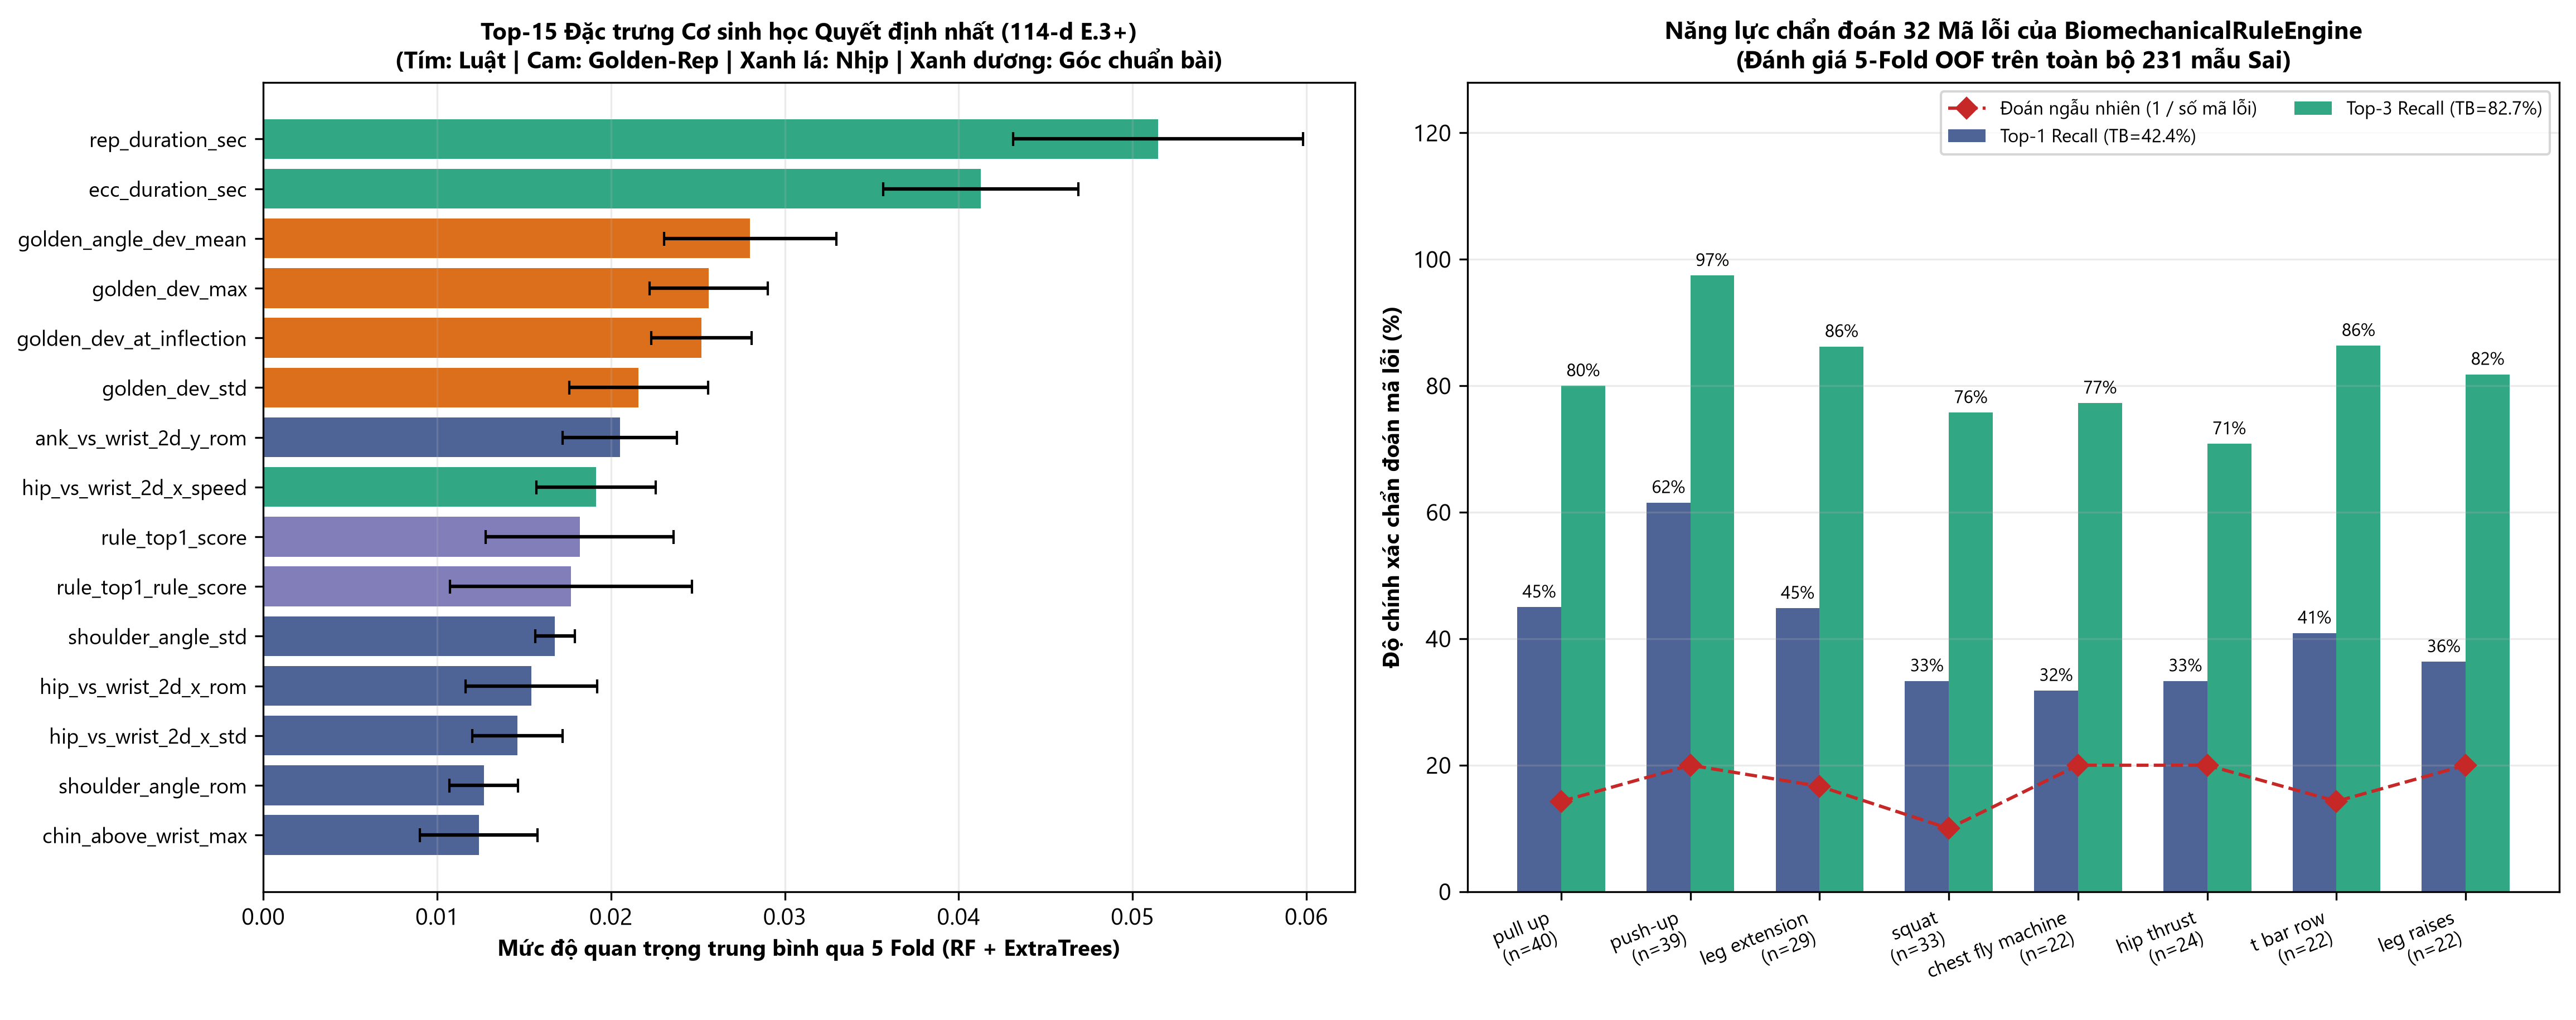 Top-15 Đặc trưng Cơ sinh học Quyết định nhất (114-d E.3+)
(Tím: Luật | Cam: Golden-Rep | Xanh lá: Nhịp | Xanh dương: Góc chuẩn bài)
rep_duration_sec
ecc_duration_sec
golden_angle_dev_mean
golden_dev_max
golden_dev_at_inflection
golden_dev_std
ank_vs_wrist_2d_y_rom
hip_vs_wrist_2d_x_speed
rule_top1_score
rule_top1_rule_score
shoulder_angle_std
hip_vs_wrist_2d_x_rom
hip_vs_wrist_2d_x_std
shoulder_angle_rom
chin_above_wrist_max
0.00 0.01 0.02 0.03 0.04 0.05 0.06
Mức độ quan trọng trung bình qua 5 Fold (RF + ExtraTrees)
Năng lực chẩn đoán 32 Mã lỗi của BiomechanicalRuleEngine
(Đánh giá 5-Fold OOF trên toàn bộ 231 mẫu Sai)
Đoán ngẫu nhiên (1 / số mã lỗi)
Top-1 Recall (TB=42.4%)
Top-3 Recall (TB=82.7%)
Độ chính xác chẩn đoán mã lỗi (%)
120
100
80
60
40
20
0
45% 80%
62% 97%
45% 86%
33% 76%
32% 77%
33% 71%
41% 86%
36% 82%
pull up
(n=40)
push-up
(n=39)
leg extension
(n=29)
squat
(n=33)
chest fly machine
(n=22)
hip thrust
(n=24)
t bar row
(n=22)
leg raises
(n=22)